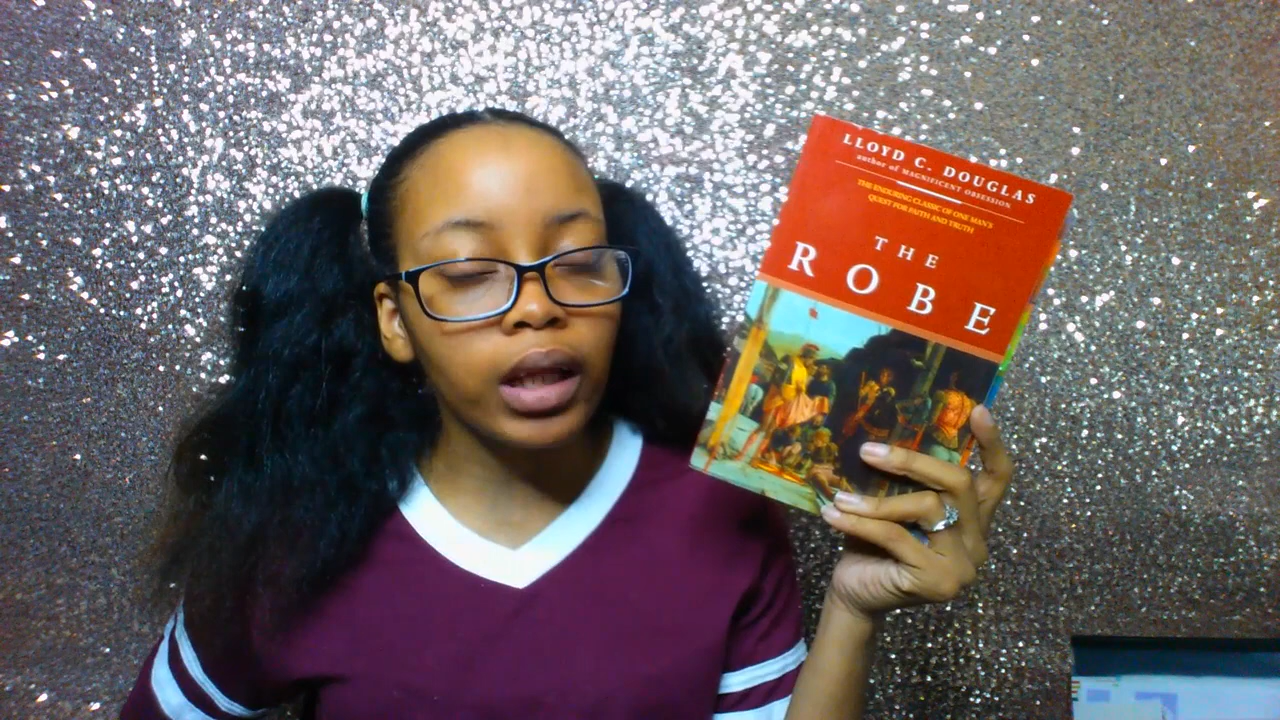 LLOYD C. DOUGLAS
author of MAGNIFICENT OBSESSION
THE ENDURING CLASSIC OF ONE MAN'S
QUEST FOR FAITH AND TRUTH
THE
ROBE